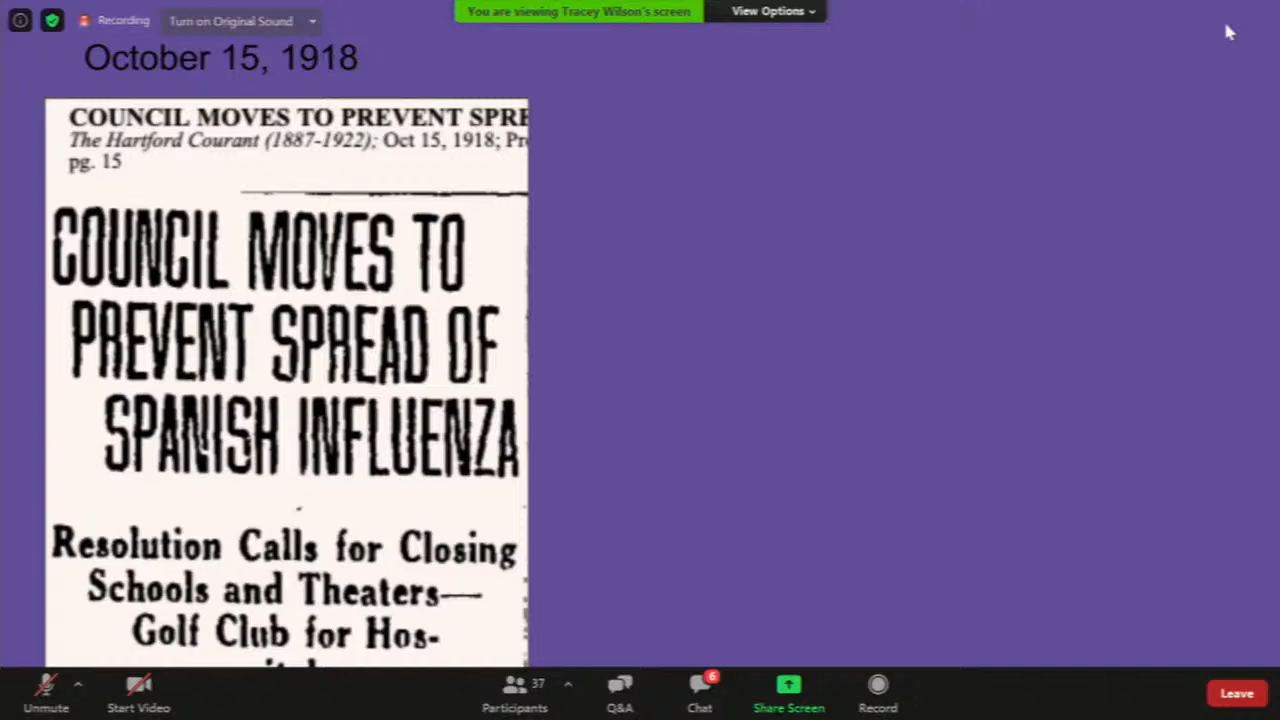 Recording
Turn on Original Sound
You are viewing Tracey Wilson's screen
View Options
October 15, 1918
COUNCIL MOVES TO PREVENT SPRE
The Hartford Courant (1887-1922); Oct 15, 1918; Pr
pg. 15
COUNCIL MOVES TO
PREVENT SPREAD OF
SPANISH INFLUENZA
Resolution Calls for Closing
Schools and Theaters—
Golf Club for Hos-
Unmute
Start Video
37
Participants
Q&A
6
Chat
Share Screen
Record
Leave